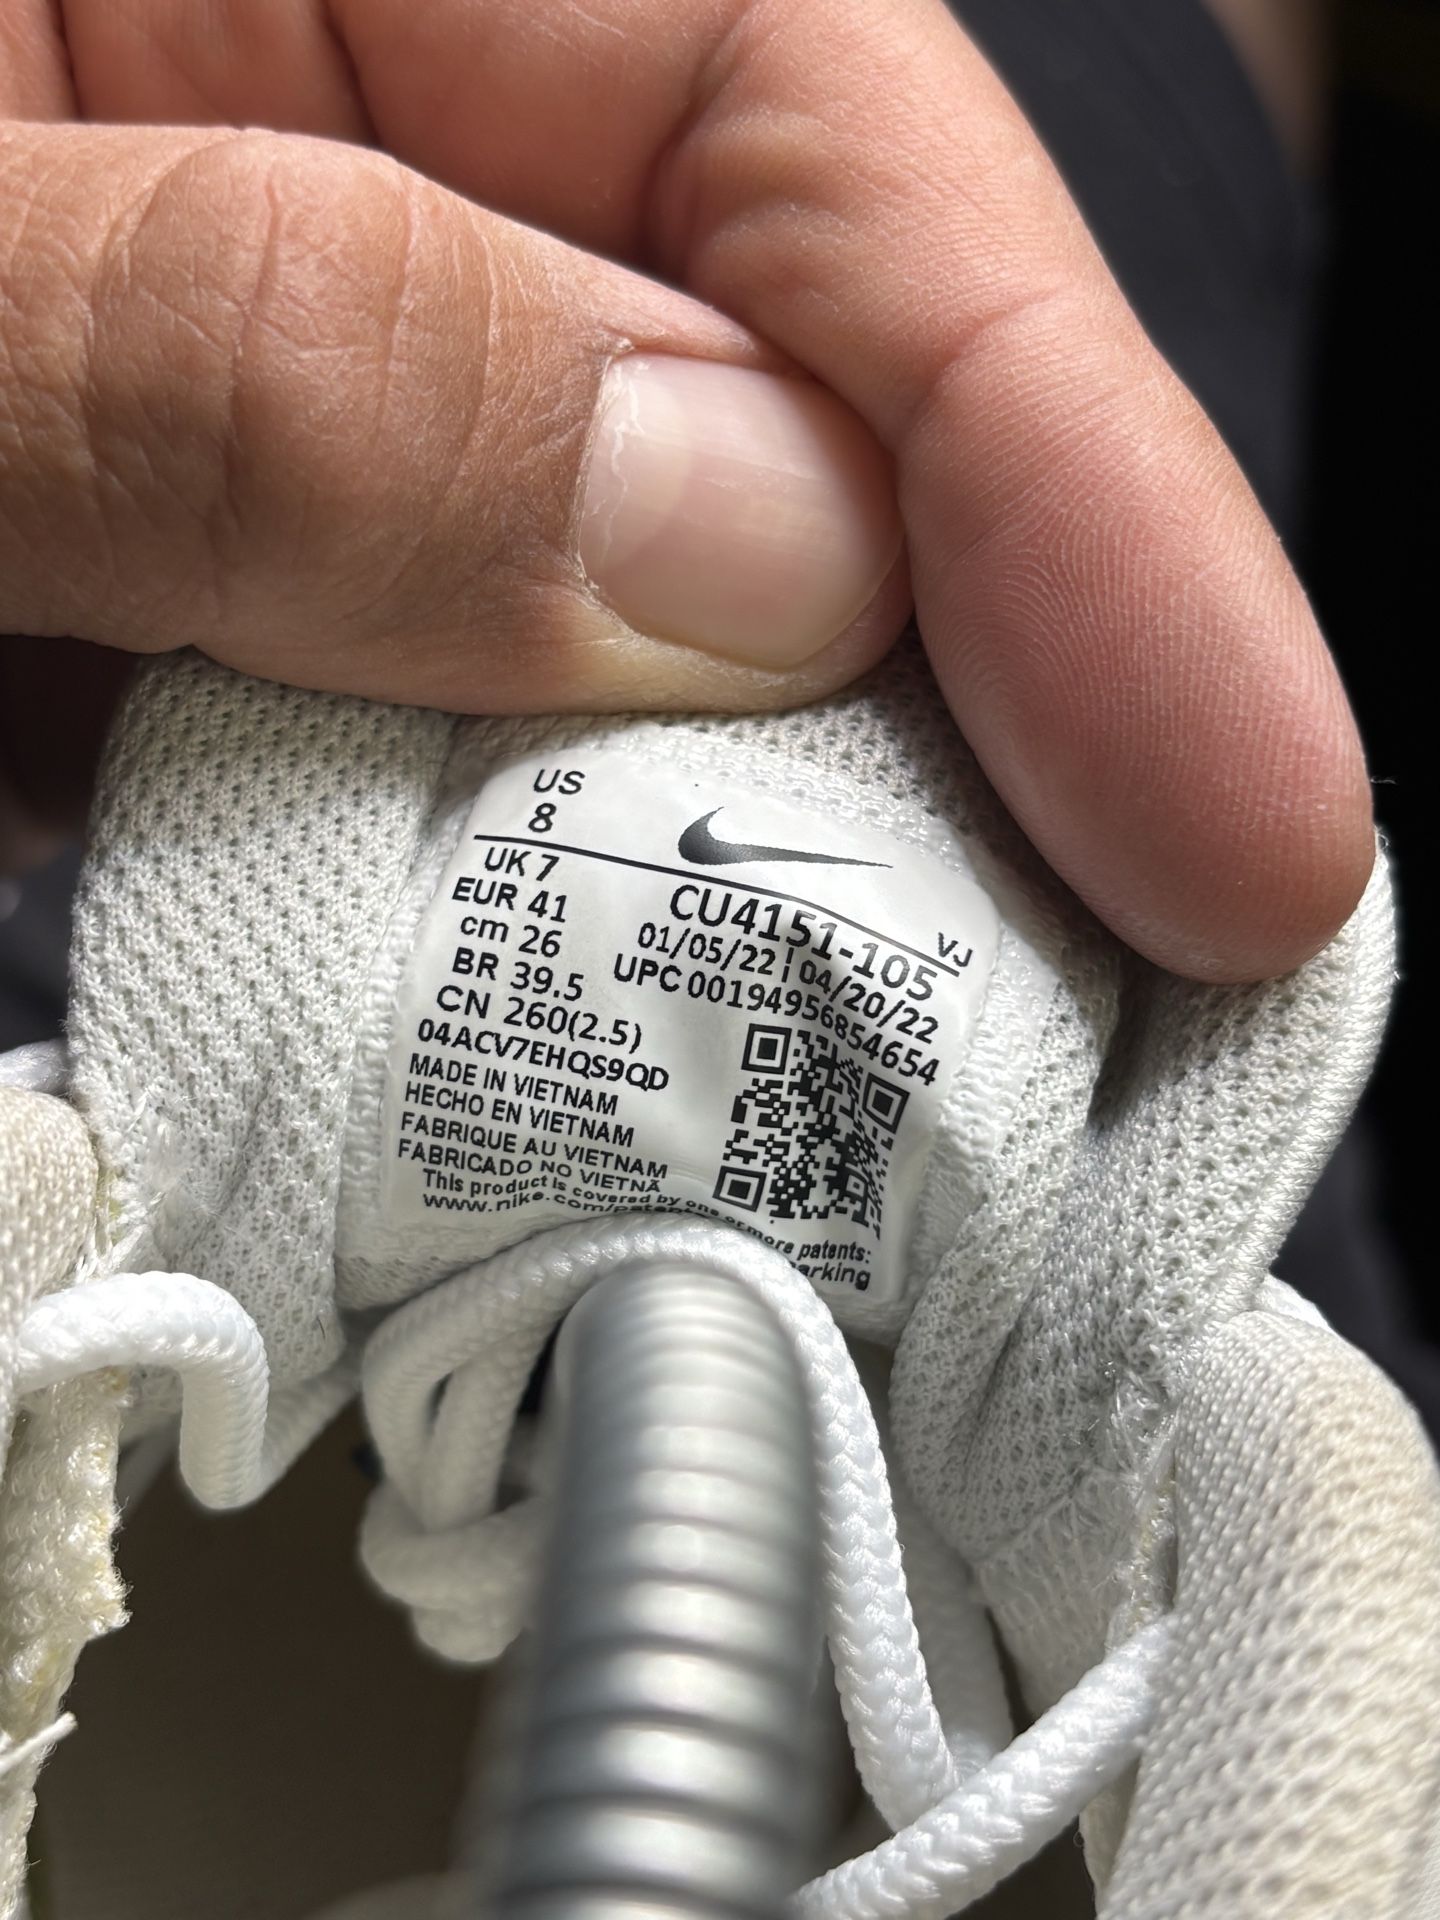 US
8
UK 7
EUR 41
cm 26
BR 39.5
CN 260(2.5)
CU4151-105 VJ
01/05/22 | 04/20/22
UPC 00194956854654
04ACV7EHQS9QD
MADE IN VIETNAM
HECHO EN VIETNAM
FABRIQUE AU VIETNAM
FABRICADO NO VIETNÃ
This product is covered by one or more patents:
www.nike.com/patent